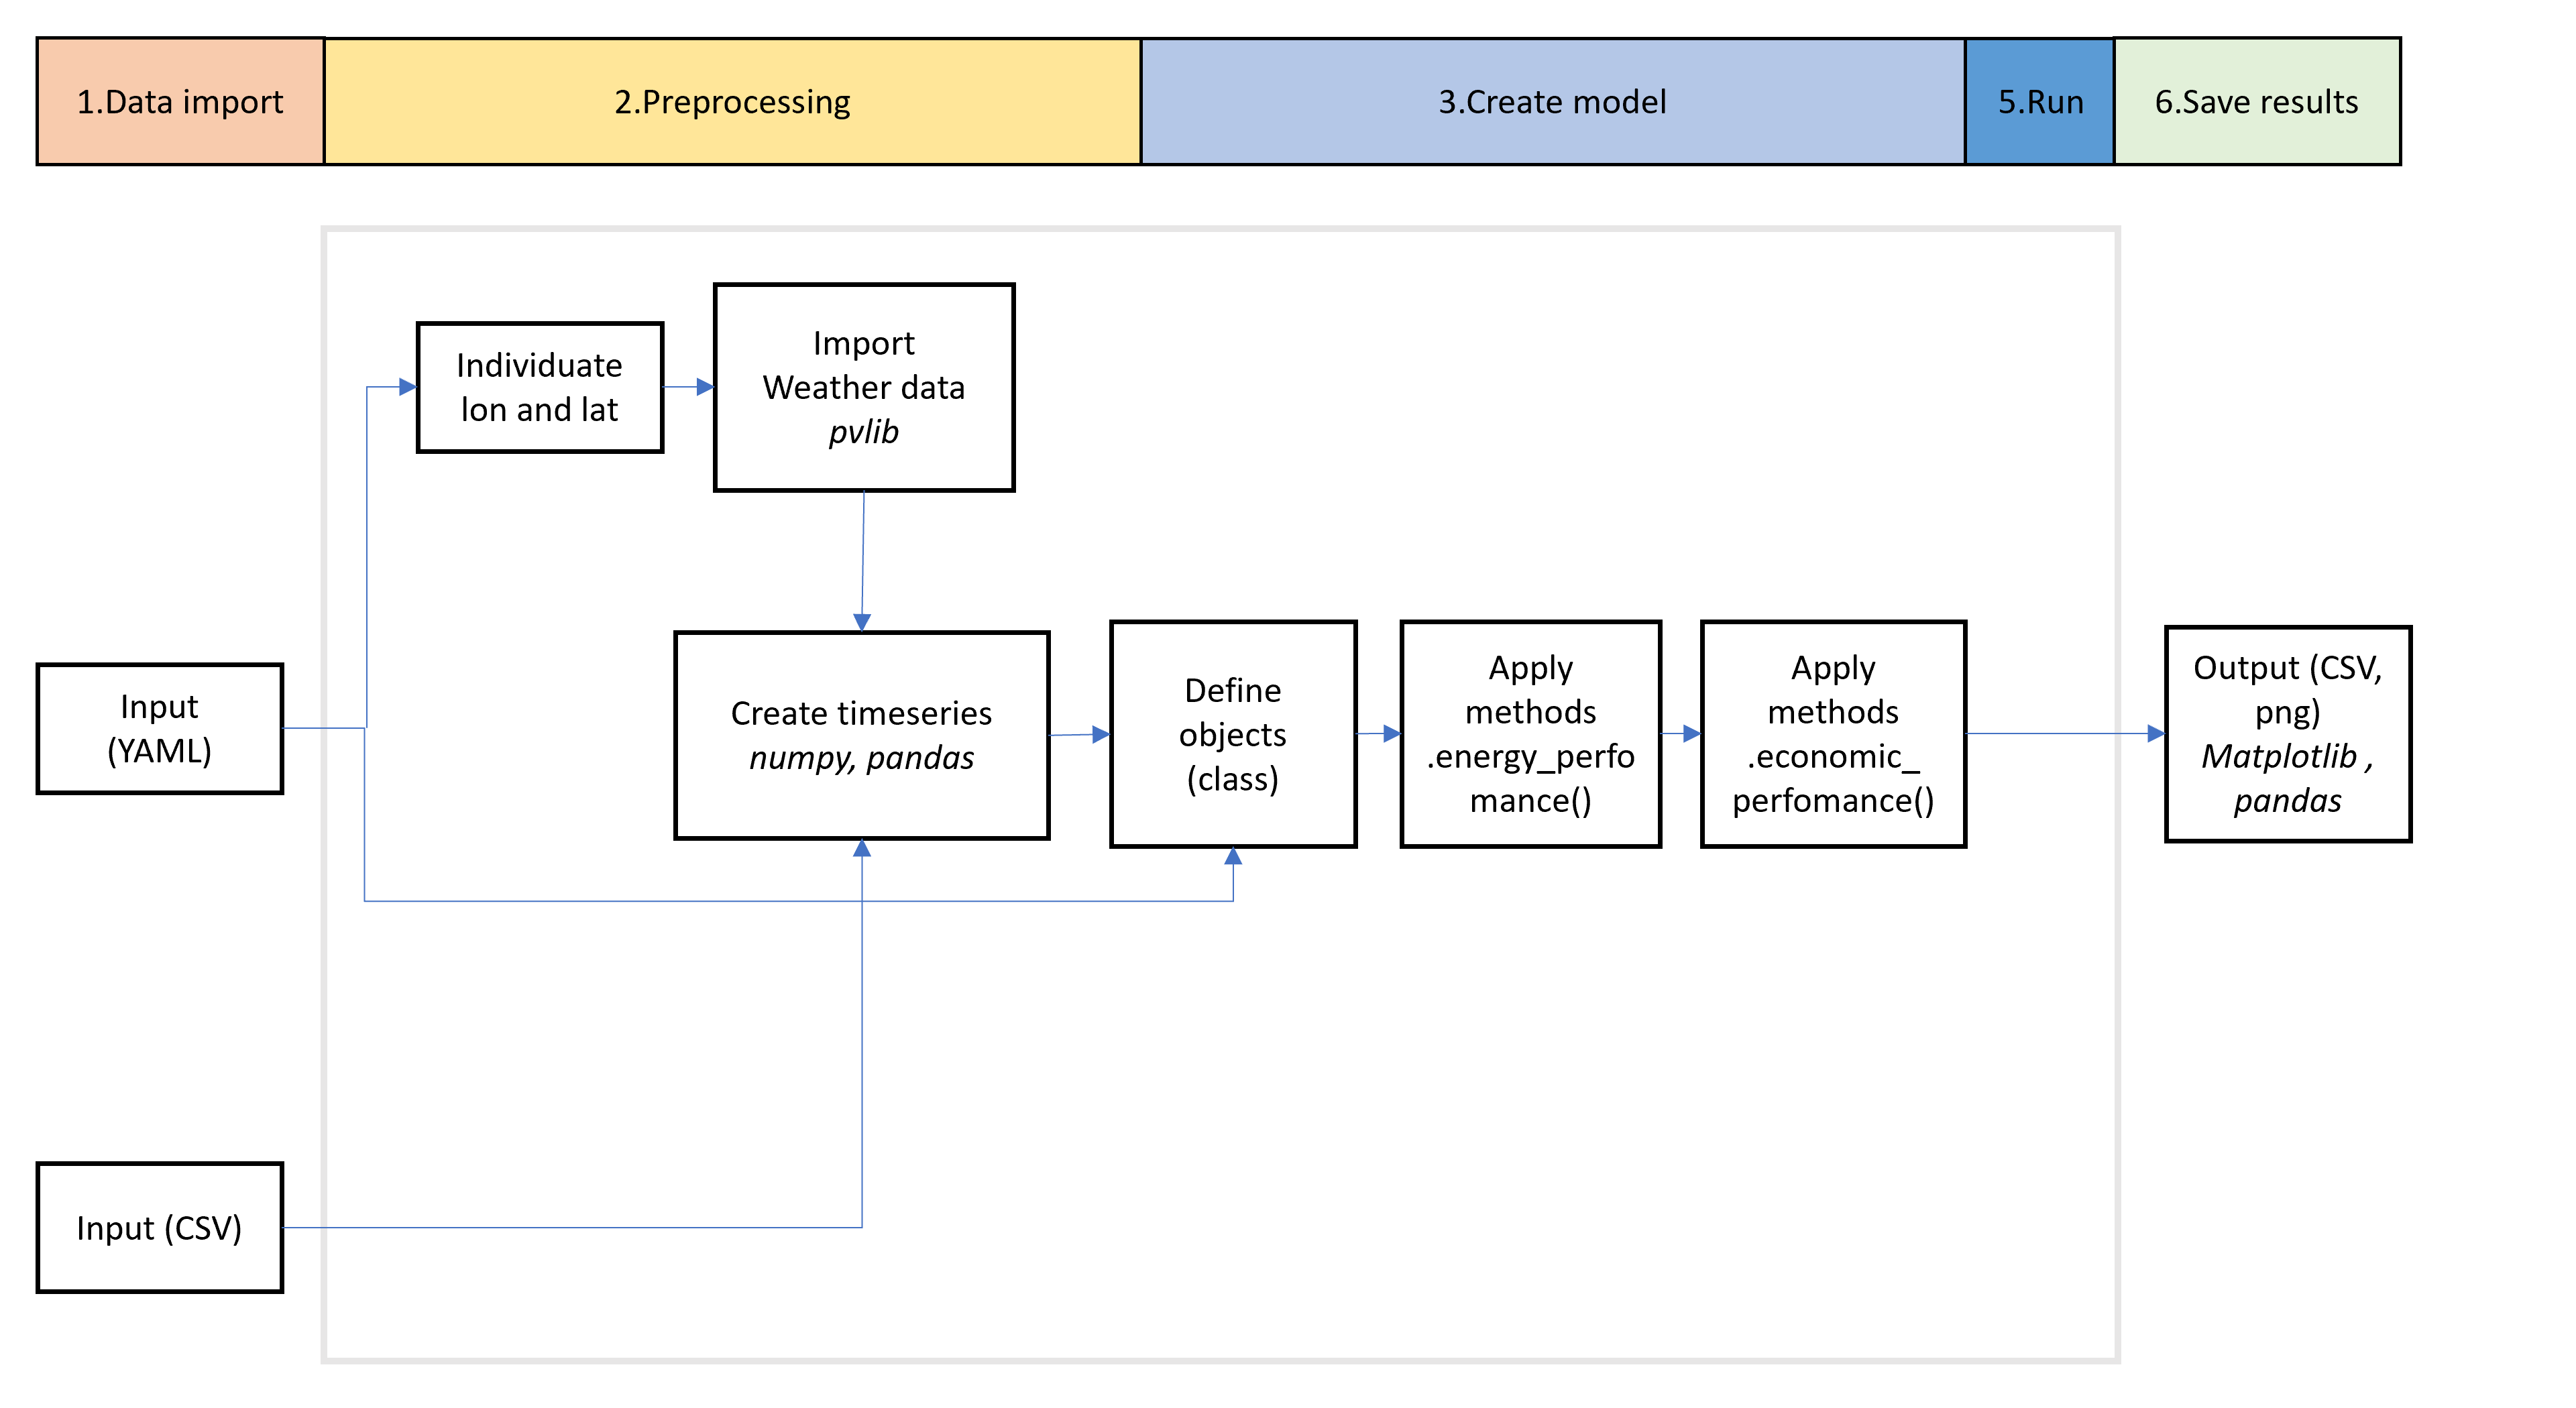 1.Data import
2.Preprocessing
3.Create model
5.Run
6.Save results
Individuate
lon and lat
Import
Weather data
pvlib
Input
(YAML)
Create timeseries
numpy, pandas
Define
objects
(class)
Apply
methods
.energy_perfo
mance()
Apply
methods
.economic_
perfomance()
Output (CSV,
png)
Matplotlib ,
pandas
Input (CSV)